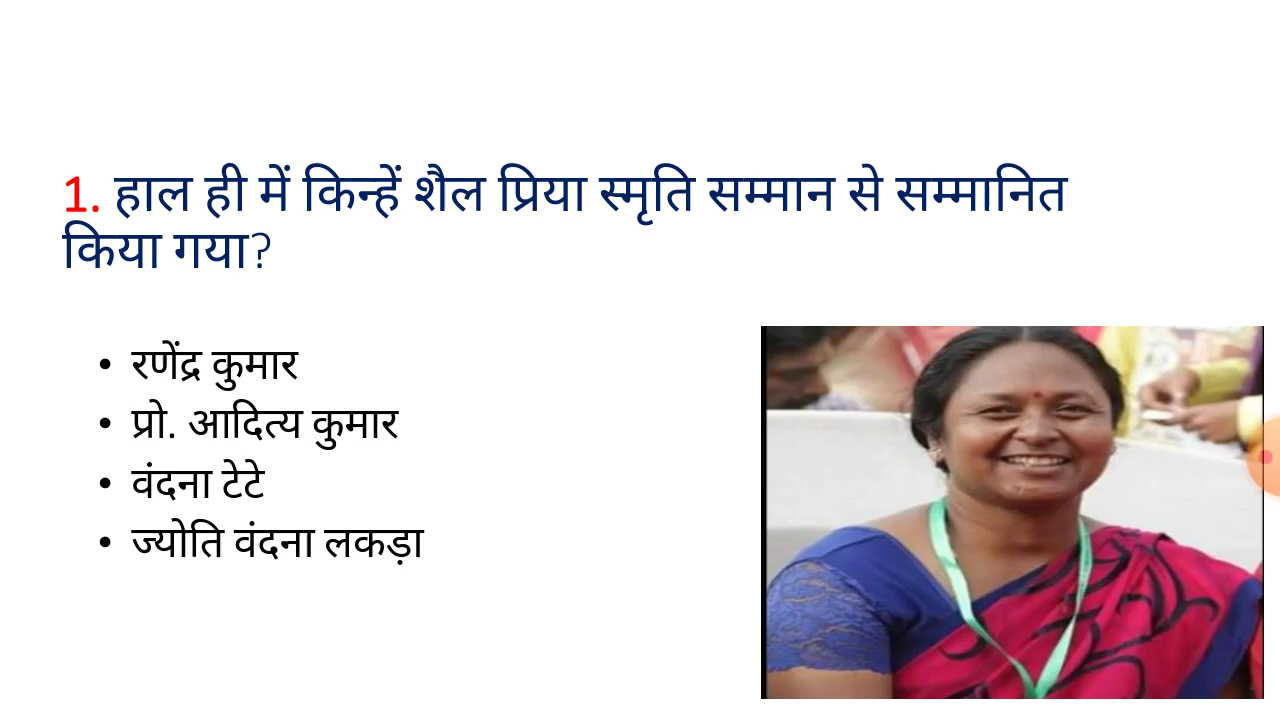 1. हाल ही में किन्हें शैल प्रिया स्मृति सम्मान से सम्मानित
किया गया?
• रणेंद्र कुमार
• प्रो. आदित्य कुमार
• वंदना टेटे
• ज्योति वंदना लकड़ा